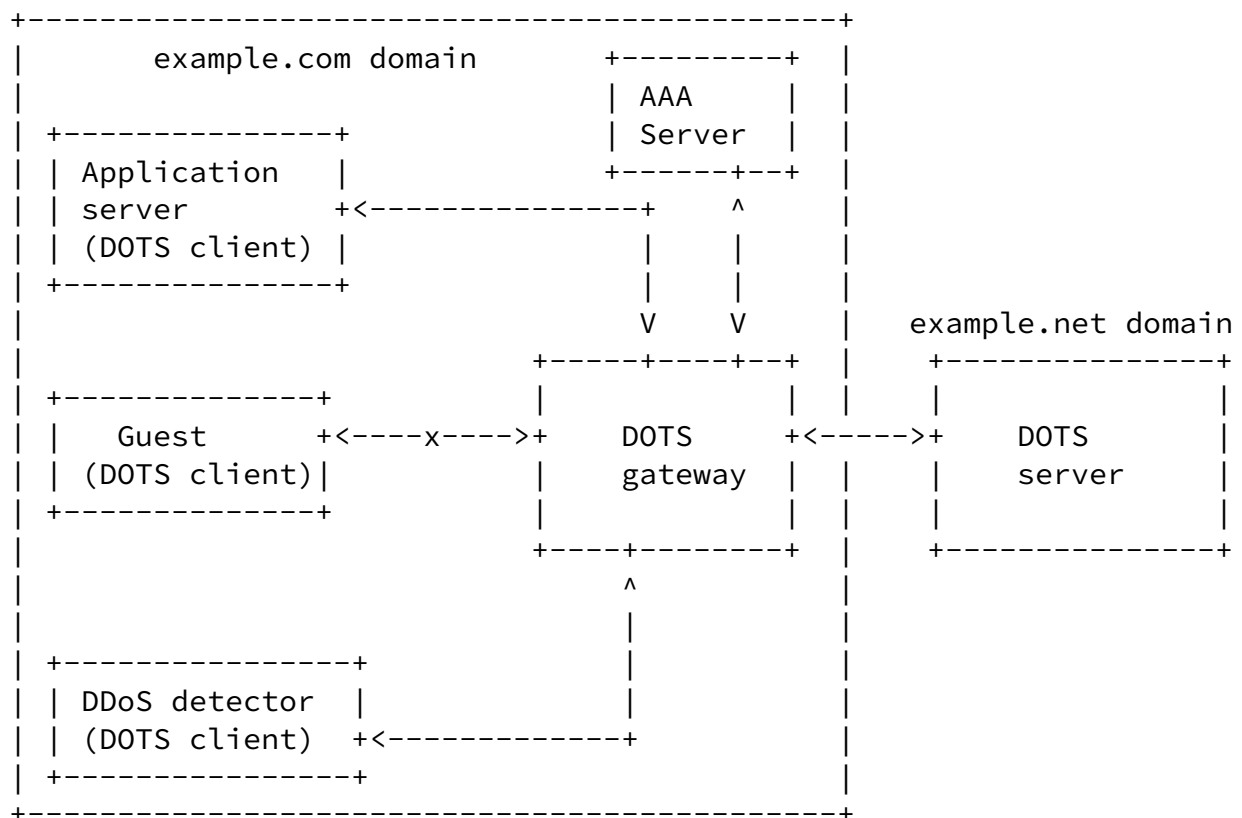 example.com domain
AAA
Server
Application
server
(DOTS client)
example.net domain
Guest
(DOTS client)
x
DOTS
gateway
DOTS
server
DDoS detector
(DOTS client)